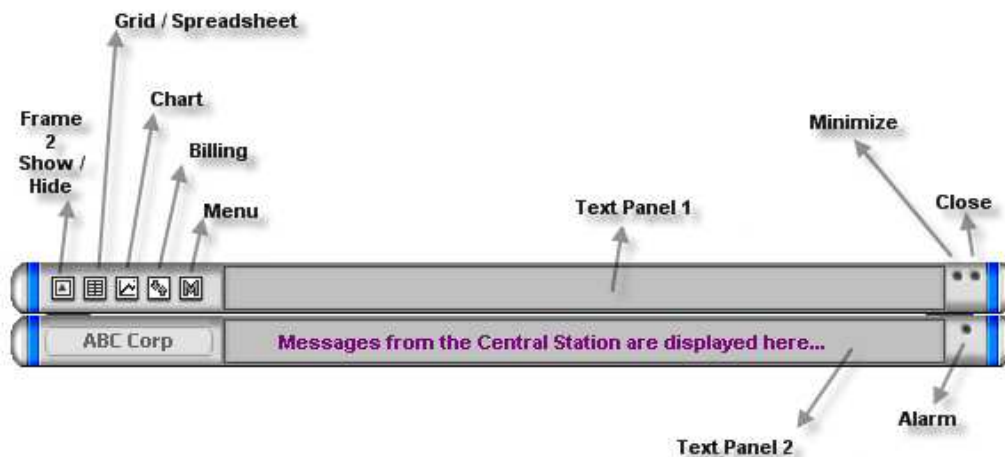 Grid / Spreadsheet
Chart
Frame
2
Show /
Hide
Billing
Menu
Text Panel 1
Minimize
Close
M
ABC Corp
Messages from the Central Station are displayed here...
Alarm
Text Panel 2